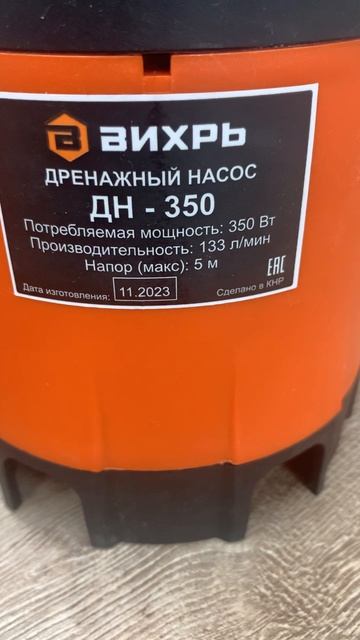 ВИХРЬ
ДРЕНАЖНЫЙ НАСОС
ДН - 350
Потребляемая мощность: 350 Вт
Производительность: 133 л/мин
Напор (макс): 5 м
EAC
Дата изготовления: 11.2023 Сделано в КНР